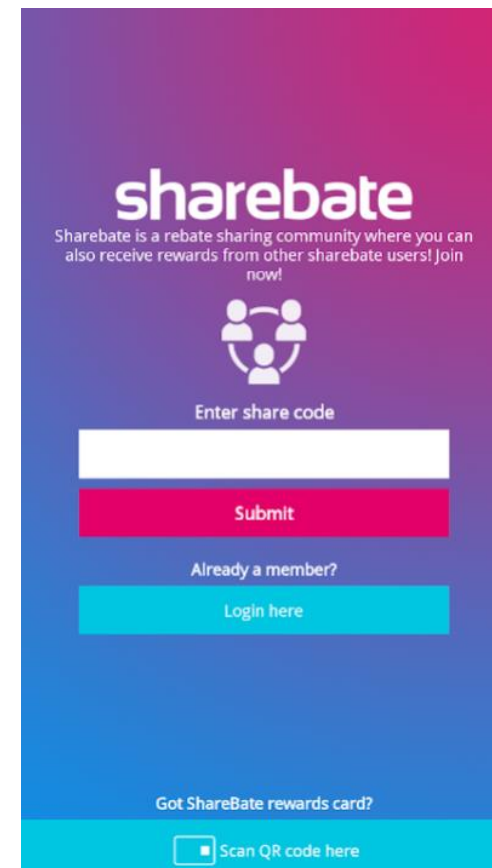 sharebate
Sharebate is a rebate sharing community where you can
also receive rewards from other sharebate users! Join
now!
Enter share code
Submit
Already a member?
Login here
Got ShareBate rewards card?
Scan QR code here